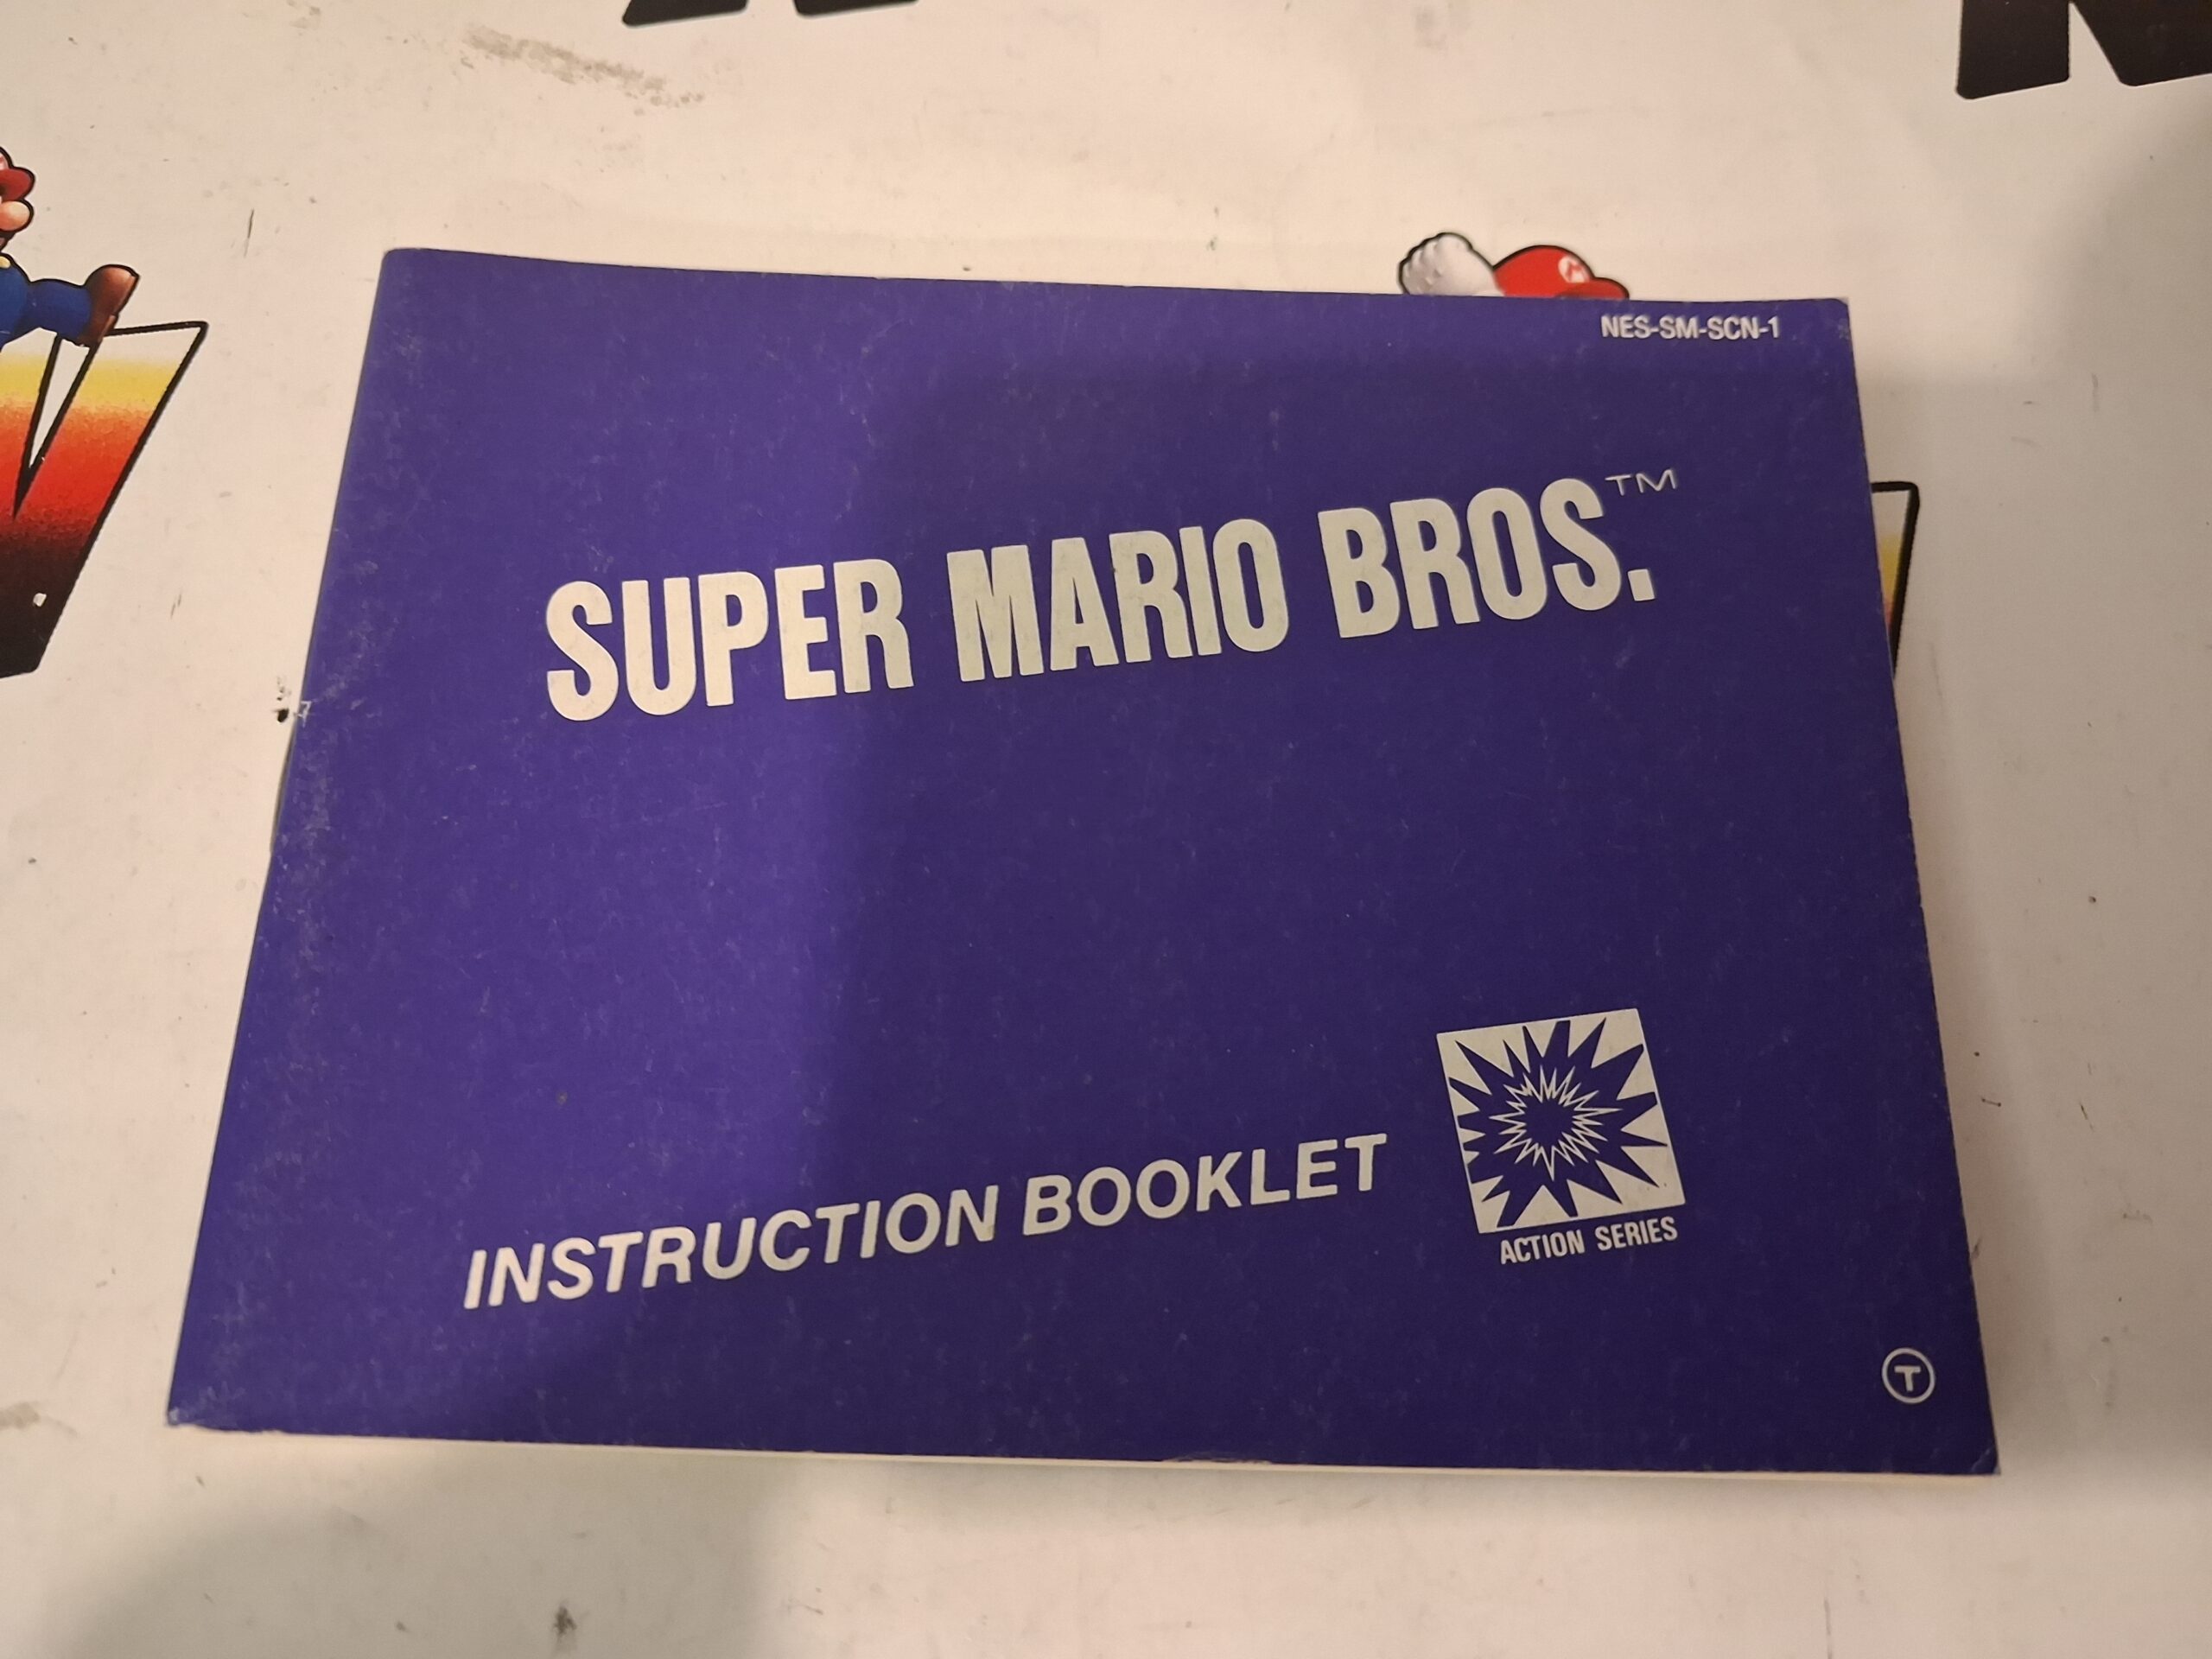 NES-SM-SCN-1
SUPER MARIO BROS.™
INSTRUCTION BOOKLET
ACTION SERIES
T